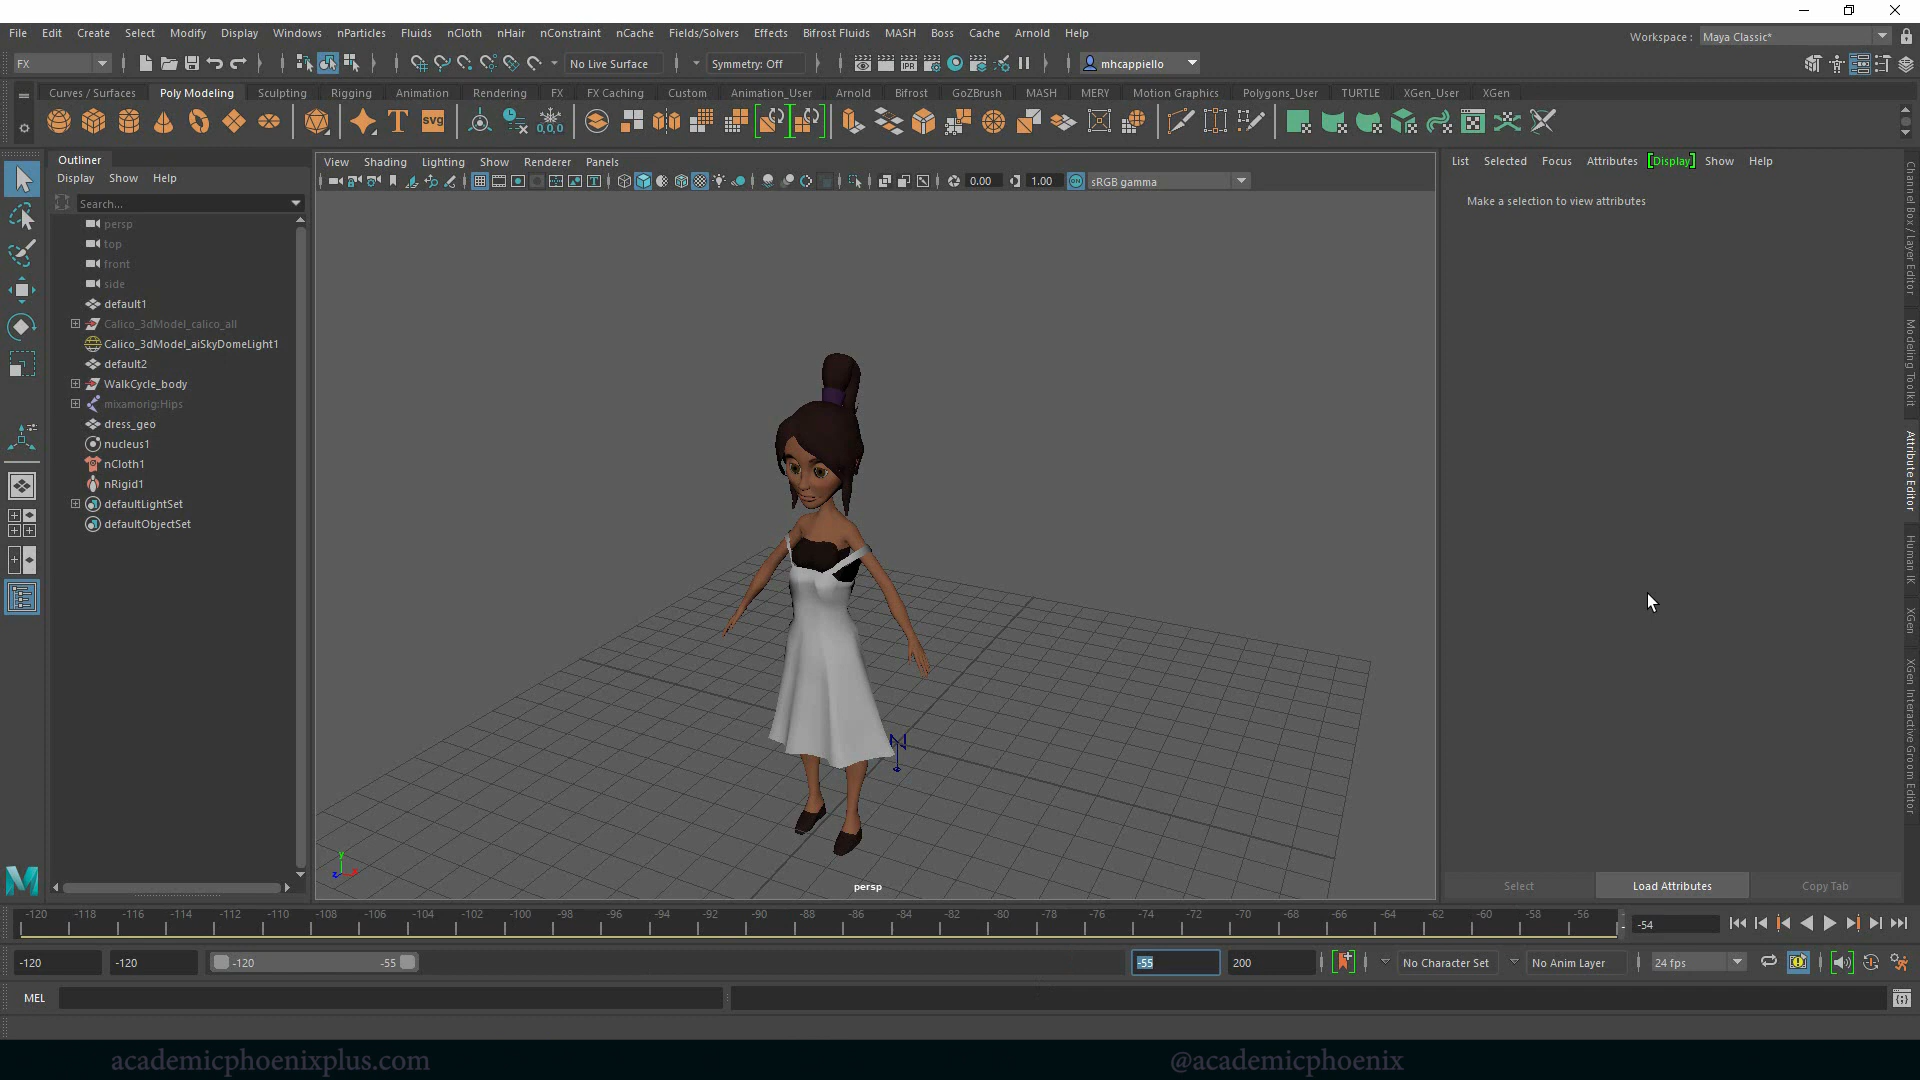 File Edit Create Select Modify Display Windows nParticles Fluids nCloth nHair nConstraint nCache Fields/Solvers Effects Bifrost Fluids MASH Boss Cache Arnold Help
Workspace : Maya Classic*
FX No Live Surface Symmetry: Off IPR mhcappiello
Curves / Surfaces Poly Modeling Sculpting Rigging Animation Rendering FX FX Caching Custom Animation_User Arnold Bifrost GoZBrush MASH MERY Motion Graphics Polygons_User TURTLE XGen_User XGen
T svg 0,0,0
Outliner
Display Show Help
Search...
persp
top
front
side
default1
Calico_3dModel_calico_all
Calico_3dModel_aiSkyDomeLight1
default2
WalkCycle_body
mixamorig:Hips
dress_geo
nucleus1
nCloth1
nRigid1
defaultLightSet
defaultObjectSet
View Shading Lighting Show Renderer Panels
0.00 1.00 ON sRGB gamma
N
y
z x
persp
List Selected Focus Attributes [Display] Show Help
Make a selection to view attributes
Select Load Attributes Copy Tab
Channel Box / Layer Editor
Modeling Toolkit
Attribute Editor
Human IK
XGen
XGen Interactive Groom Editor
M
-120 -118 -116 -114 -112 -110 -108 -106 -104 -102 -100 -98 -96 -94 -92 -90 -88 -86 -84 -82 -80 -78 -76 -74 -72 -70 -68 -66 -64 -62 -60 -58 -56 -54
-120 -120 -120 -55 -55 200 No Character Set No Anim Layer 24 fps
MEL
academicphoenixplus.com @academicphoenix